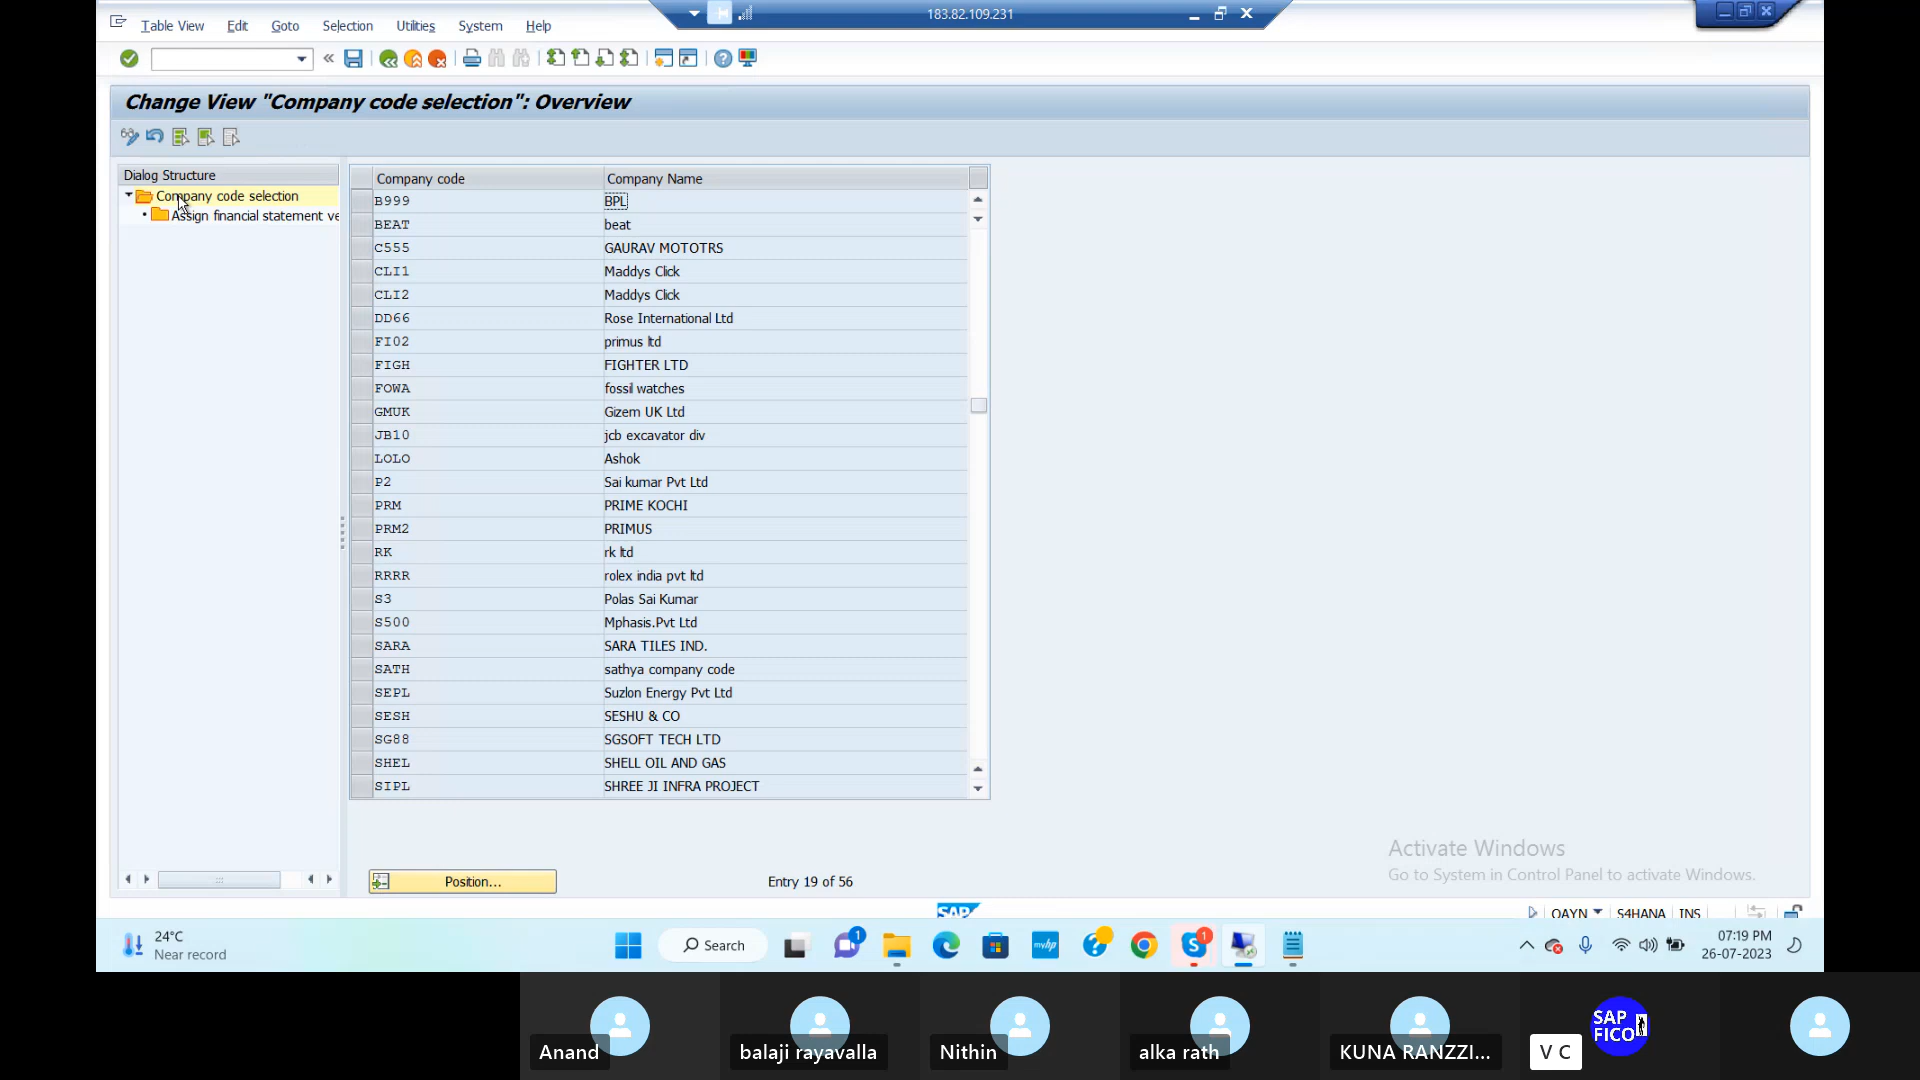 183.82.109.231
Table View Edit Goto Selection Utilities System Help
Change View "Company code selection": Overview
Dialog Structure
Company code selection
Assign financial statement ve
Company code Company Name
B999 BPL
BEAT beat
C555 GAURAV MOTOTRS
CLI1 Maddys Click
CLI2 Maddys Click
DD66 Rose International Ltd
FI02 primus ltd
FIGH FIGHTER LTD
FOWA fossil watches
GMUK Gizem UK Ltd
JB10 jcb excavator div
LOLO Ashok
P2 Sai kumar Pvt Ltd
PRM PRIME KOCHI
PRM2 PRIMUS
RK rk ltd
RRRR rolex india pvt ltd
S3 Polas Sai Kumar
S500 Mphasis.Pvt Ltd
SARA SARA TILES IND.
SATH sathya company code
SEPL Suzlon Energy Pvt Ltd
SESH SESHU & CO
SG88 SGSOFT TECH LTD
SHEL SHELL OIL AND GAS
SIPL SHREE JI INFRA PROJECT
Position... Entry 19 of 56
Activate Windows
Go to System in Control Panel to activate Windows.
SAP
OAYN S4HANA INS
24°C
Near record
Search
1
myhp
1
07:19 PM
26-07-2023
Anand
balaji rayavalla
Nithin
alka rath
KUNA RANZZI...
SAP
FICO
V C